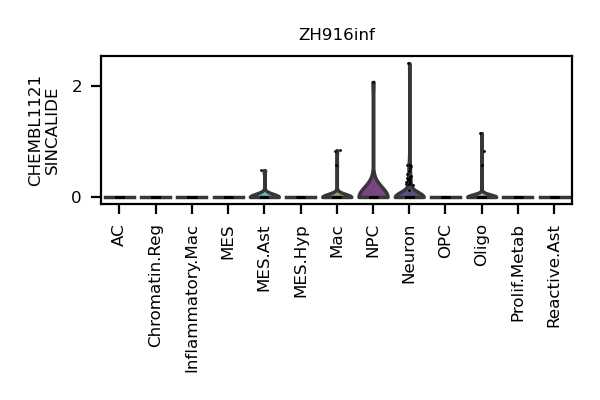 ZH916inf
CHEMBL1121
SINCALIDE
2
0
AC
Chromatin.Reg
Inflammatory.Mac
MES
MES.Ast
MES.Hyp
Mac
NPC
Neuron
OPC
Oligo
Prolif.Metab
Reactive.Ast